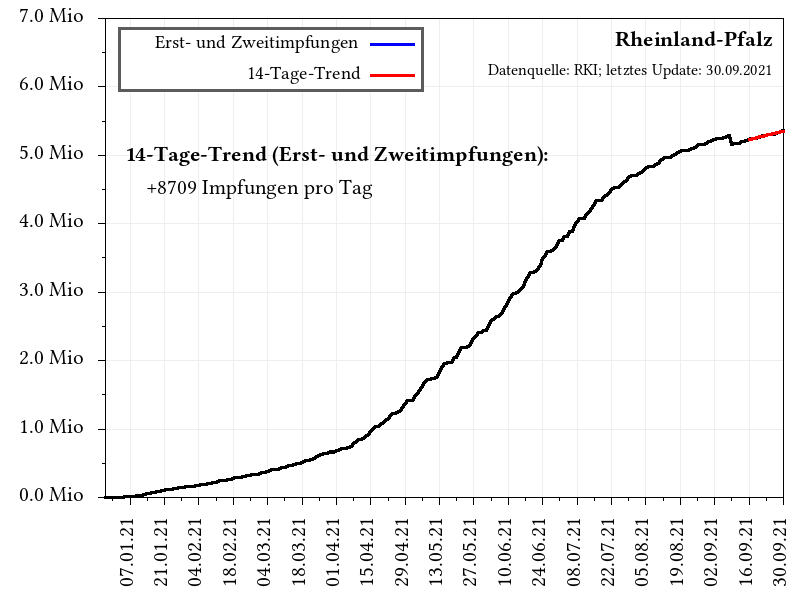 7.0 Mio
6.0 Mio
5.0 Mio
4.0 Mio
3.0 Mio
2.0 Mio
1.0 Mio
0.0 Mio
Erst- und Zweitimpfungen
14-Tage-Trend
Rheinland-Pfalz
Datenquelle: RKI; letztes Update: 30.09.2021
14-Tage-Trend (Erst- und Zweitimpfungen):
+8709 Impfungen pro Tag
07.01.21
21.01.21
04.02.21
18.02.21
04.03.21
18.03.21
01.04.21
15.04.21
29.04.21
13.05.21
27.05.21
10.06.21
24.06.21
08.07.21
22.07.21
05.08.21
19.08.21
02.09.21
16.09.21
30.09.21